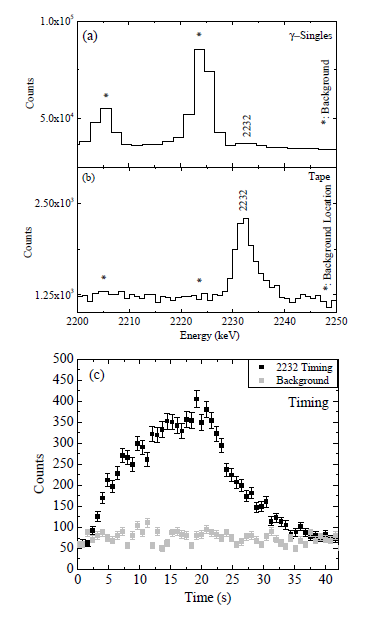 1.0x10⁵
(a)
γ–Singles
*
*
Counts
5.0x10⁴
2232
*: Background
(b)
Tape
2.50x10³
2232
Counts
*
*
*: Background Location
1.25x10³
2200 2210 2220 2230 2240 2250
Energy (keV)
500
(c)
2232 Timing
Background
450
Timing
400
350
300
Counts
250
200
150
100
50
0
0 5 10 15 20 25 30 35 40
Time (s)